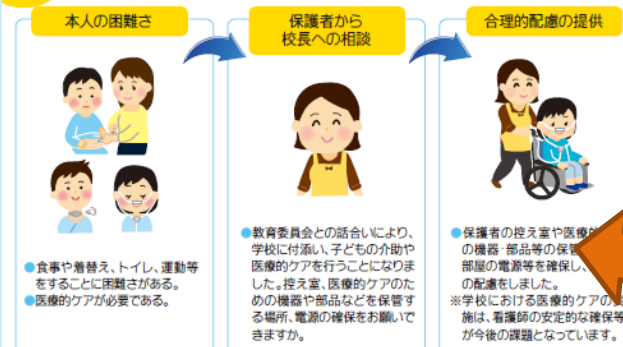 本人の困難さ
●食事や着替え、トイレ、運動等
をすることに困難さがある。
●医療的ケアが必要である。
保護者から
校長への相談
●教育委員会との話合いにより、
学校に付添い、子どもの介助や
医療的ケアを行うことになりま
した。控え室、医療的ケアのた
めの機器や部品などを保管す
る場所、電源の確保をお願いで
きますか。
合理的配慮の提供
●保護者の控え室や医療的
の機器・部品等の保管
部屋の電源等を確保し、
の配慮をしました。
※学校における医療的ケアの
施は、看護師の安定的な確保等
が今後の課題となっています。